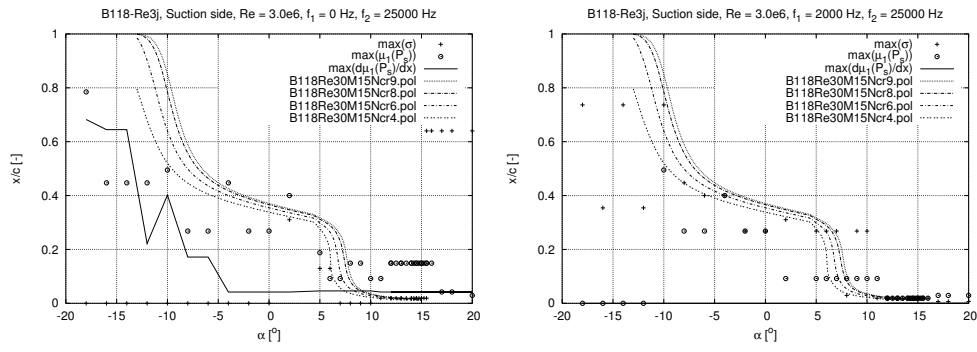 B118-Re3j, Suction side, Re = 3.0e6, f₁ = 0 Hz, f₂ = 25000 Hz
max(σ)
max(μ₁(Pₛ))
max(dμ₁(Pₛ)/dx)
B118Re30M15Ncr9.pol
B118Re30M15Ncr8.pol
B118Re30M15Ncr6.pol
B118Re30M15Ncr4.pol
x/c [-]
1
0.8
0.6
0.4
0.2
0
-20 -15 -10 -5 0 5 10 15 20
α [°]
B118-Re3j, Suction side, Re = 3.0e6, f₁ = 2000 Hz, f₂ = 25000 Hz
max(σ)
max(μ₁(Pₛ))
max(dμ₁(Pₛ)/dx)
B118Re30M15Ncr9.pol
B118Re30M15Ncr8.pol
B118Re30M15Ncr6.pol
B118Re30M15Ncr4.pol
x/c [-]
1
0.8
0.6
0.4
0.2
0
-20 -15 -10 -5 0 5 10 15 20
α [°]